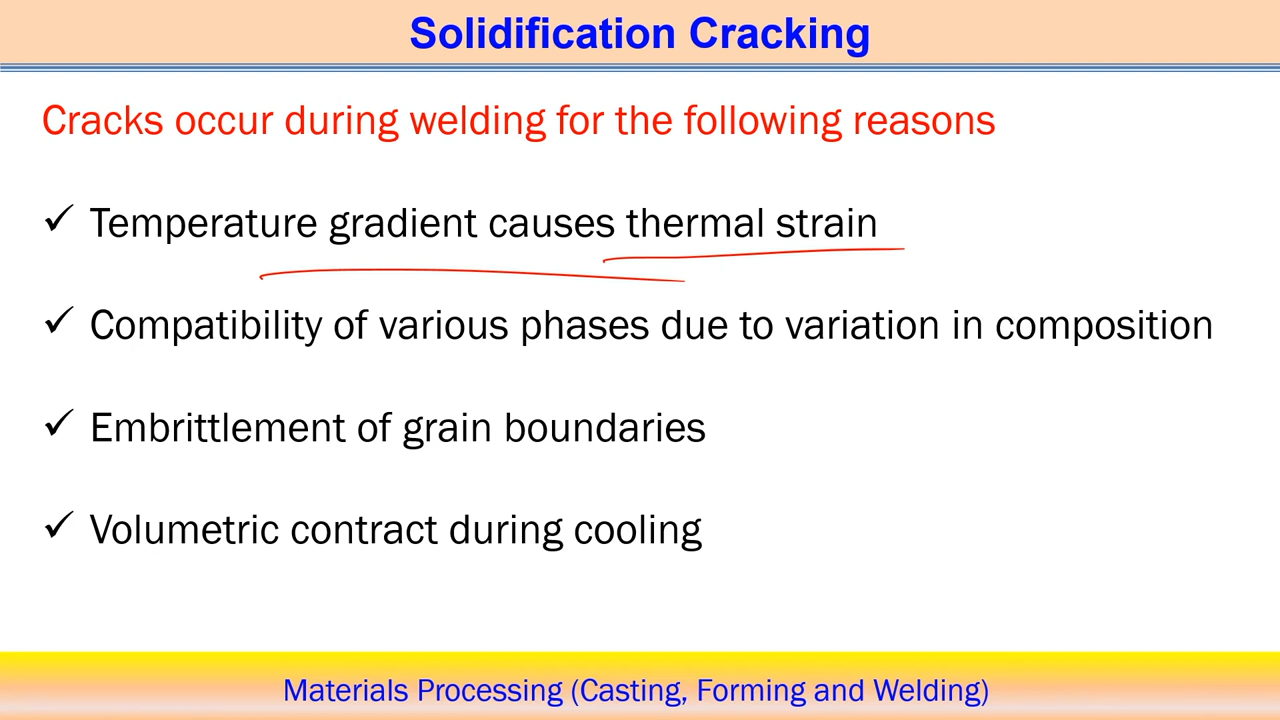 Solidification Cracking
Cracks occur during welding for the following reasons
✓ Temperature gradient causes thermal strain
✓ Compatibility of various phases due to variation in composition
✓ Embrittlement of grain boundaries
✓ Volumetric contract during cooling
Materials Processing (Casting, Forming and Welding)